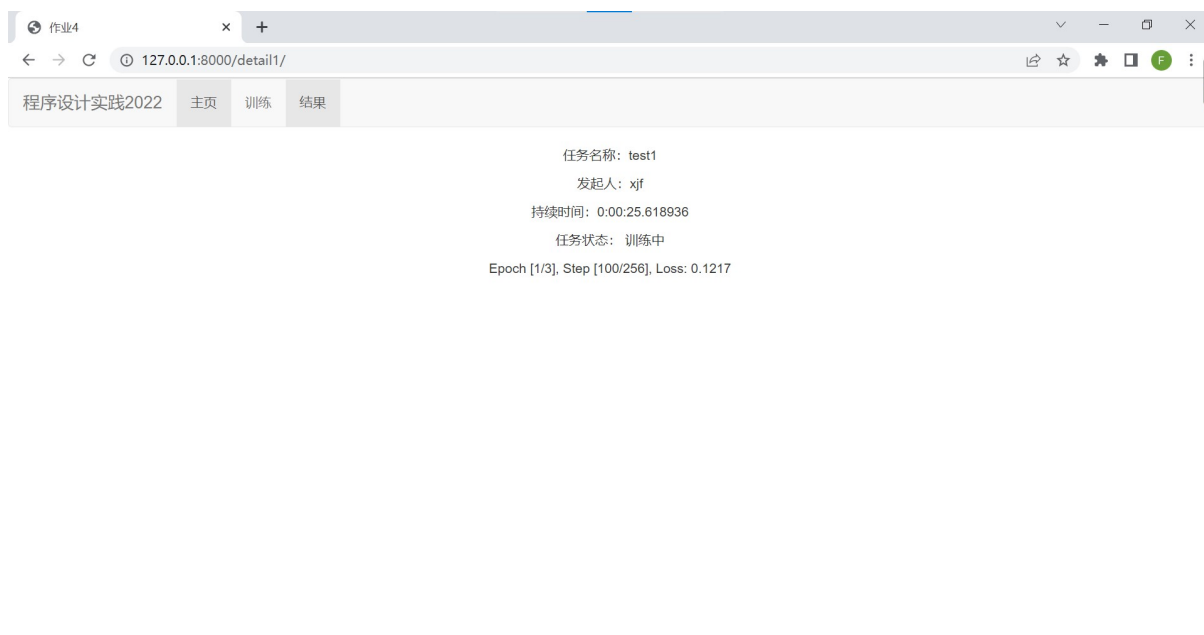 作业4
127.0.0.1:8000/detail1/
F
程序设计实践2022 主页 训练 结果
任务名称：test1
发起人：xjf
持续时间：0:00:25.618936
任务状态： 训练中
Epoch [1/3], Step [100/256], Loss: 0.1217